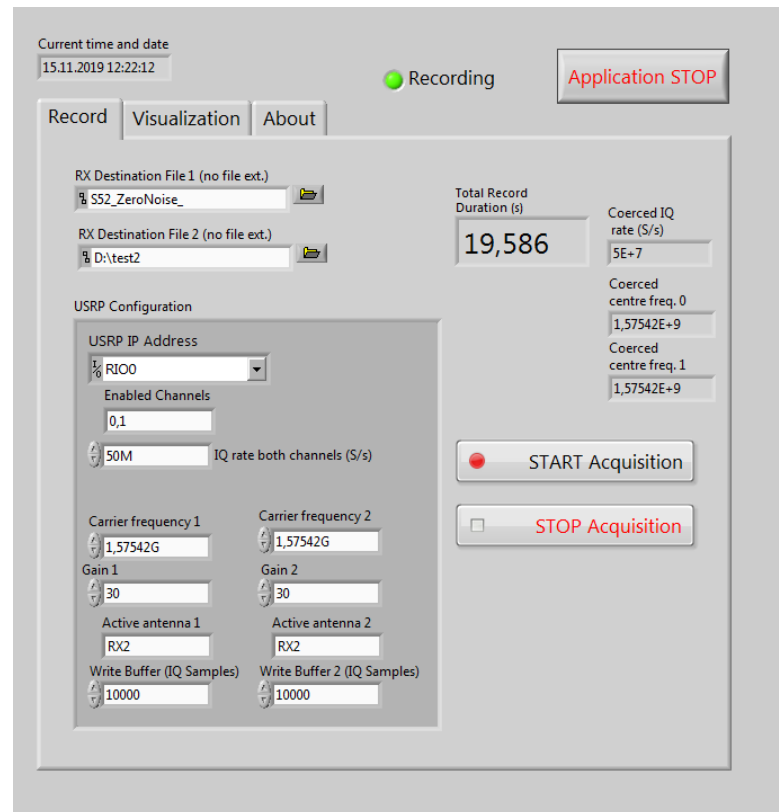 Current time and date
15.11.2019 12:22:12
Recording
Application STOP
Record Visualization About
RX Destination File 1 (no file ext.)
S52_ZeroNoise_
RX Destination File 2 (no file ext.)
D:\test2
Total Record
Duration (s)
19,586
Coerced IQ
rate (S/s)
5E+7
Coerced
centre freq. 0
1,57542E+9
Coerced
centre freq. 1
1,57542E+9
USRP Configuration
USRP IP Address
RIO0
Enabled Channels
0,1
50M IQ rate both channels (S/s)
START Acquisition
STOP Acquisition
Carrier frequency 1 Carrier frequency 2
1,57542G 1,57542G
Gain 1 Gain 2
30 30
Active antenna 1 Active antenna 2
RX2 RX2
Write Buffer (IQ Samples) Write Buffer 2 (IQ Samples)
10000 10000